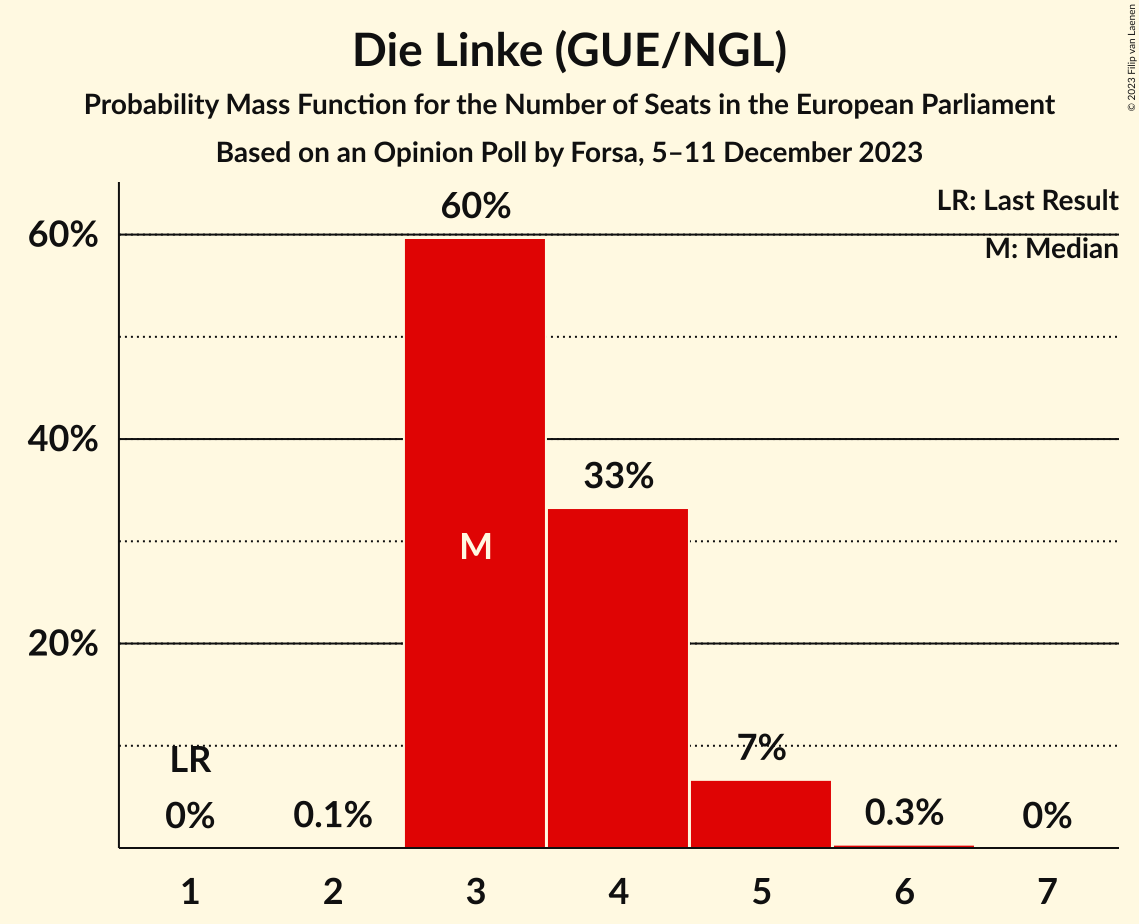 Die Linke (GUE/NGL)
Probability Mass Function for the Number of Seats in the European Parliament
Based on an Opinion Poll by Forsa, 5–11 December 2023
© 2023 Filip van Laenen
LR: Last Result
M: Median
60%
40%
20%
60%
33%
M
LR
0%
0.1%
7%
0.3%
0%
1 2 3 4 5 6 7